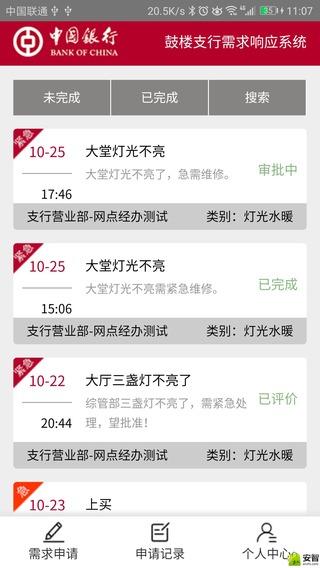 中国联通 20.5K/s 4G 51 11:07
中国银行 BANK OF CHINA 鼓楼支行需求响应系统
未完成 已完成 搜索
紧急
10-25 大堂灯光不亮
大堂灯光不亮了，急需维修。 审批中
17:46
支行营业部-网点经办测试 类别：灯光水暖
紧急
10-25 大堂灯光不亮
大堂灯光不亮需紧急维修。 已完成
15:06
支行营业部-网点经办测试 类别：灯光水暖
紧急
10-22 大厅三盏灯不亮了
综管部三盏灯不亮了，需紧急处 已评价
20:44 理，望批准！
支行营业部-网点经办测试 类别：灯光水暖
10-23 上买
需求申请 申请记录 个人中心
安智